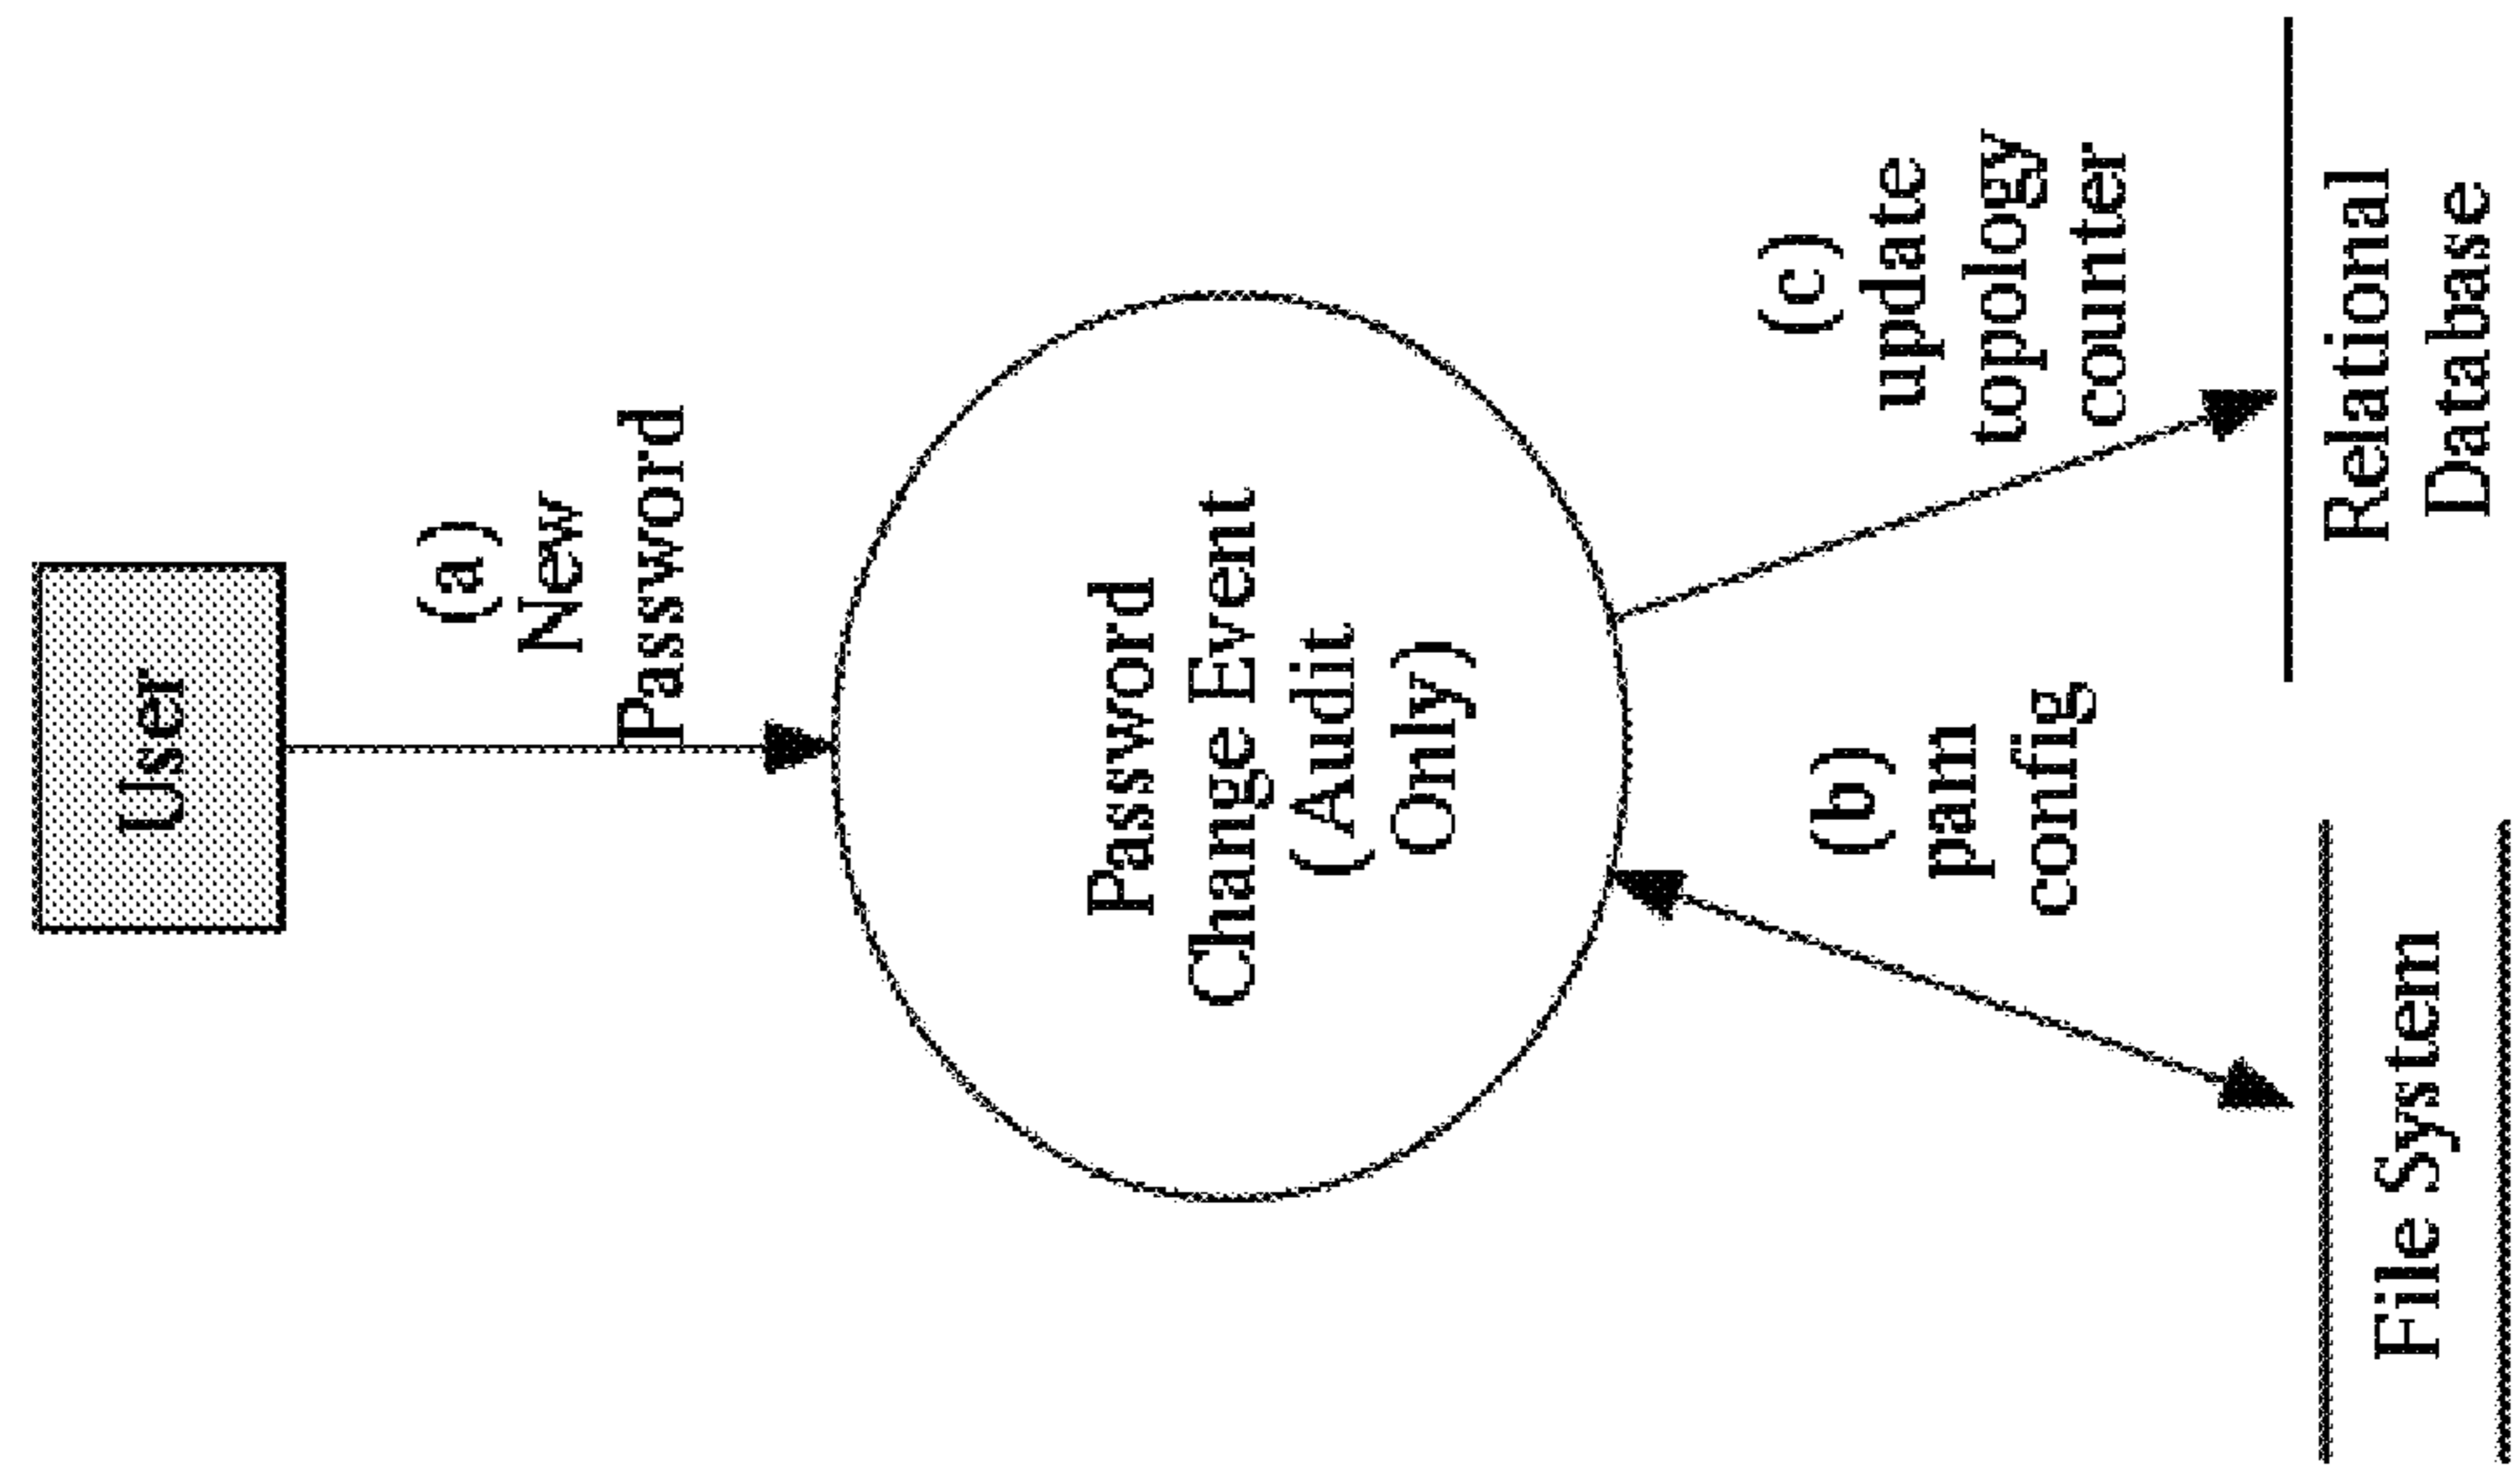 User
(a)
New
Password
Password
Change Event
(Audit
Only)
(b)
pam
config
(c)
update
topology
counter
File System
Relational
Database